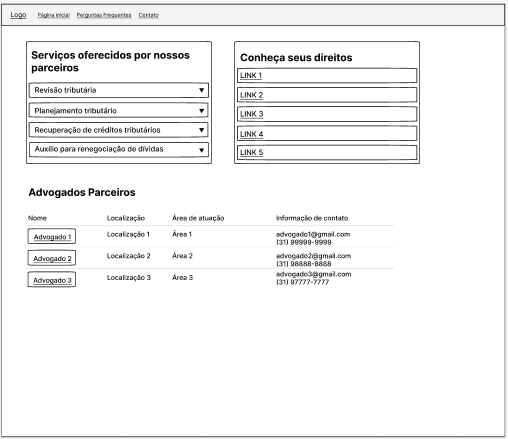 Logo Página inicial Perguntas Frequentes Contato
Serviços oferecidos por nossos
parceiros
Revisão tributária
Planejamento tributário
Recuperação de créditos tributários
Auxílio para renegociação de dívidas
Conheça seus direitos
LINK 1
LINK 2
LINK 3
LINK 4
LINK 5
Advogados Parceiros
Nome Localização Área de atuação Informação de contato
Advogado 1 Localização 1 Área 1 advogado1@gmail.com
(31) 99999-9999
Advogado 2 Localização 2 Área 2 advogado2@gmail.com
(31) 98888-8888
Advogado 3 Localização 3 Área 3 advogado3@gmail.com
(31) 97777-7777